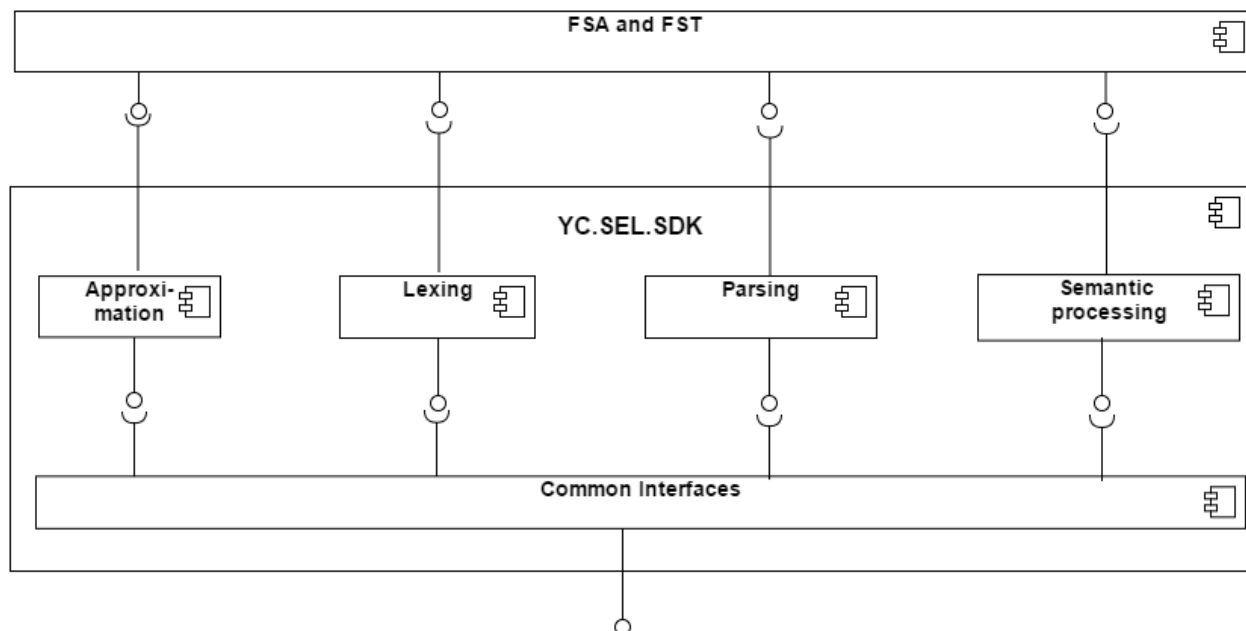 FSA and FST
YC.SEL.SDK
Approxi-
mation
Lexing
Parsing
Semantic
processing
Common Interfaces